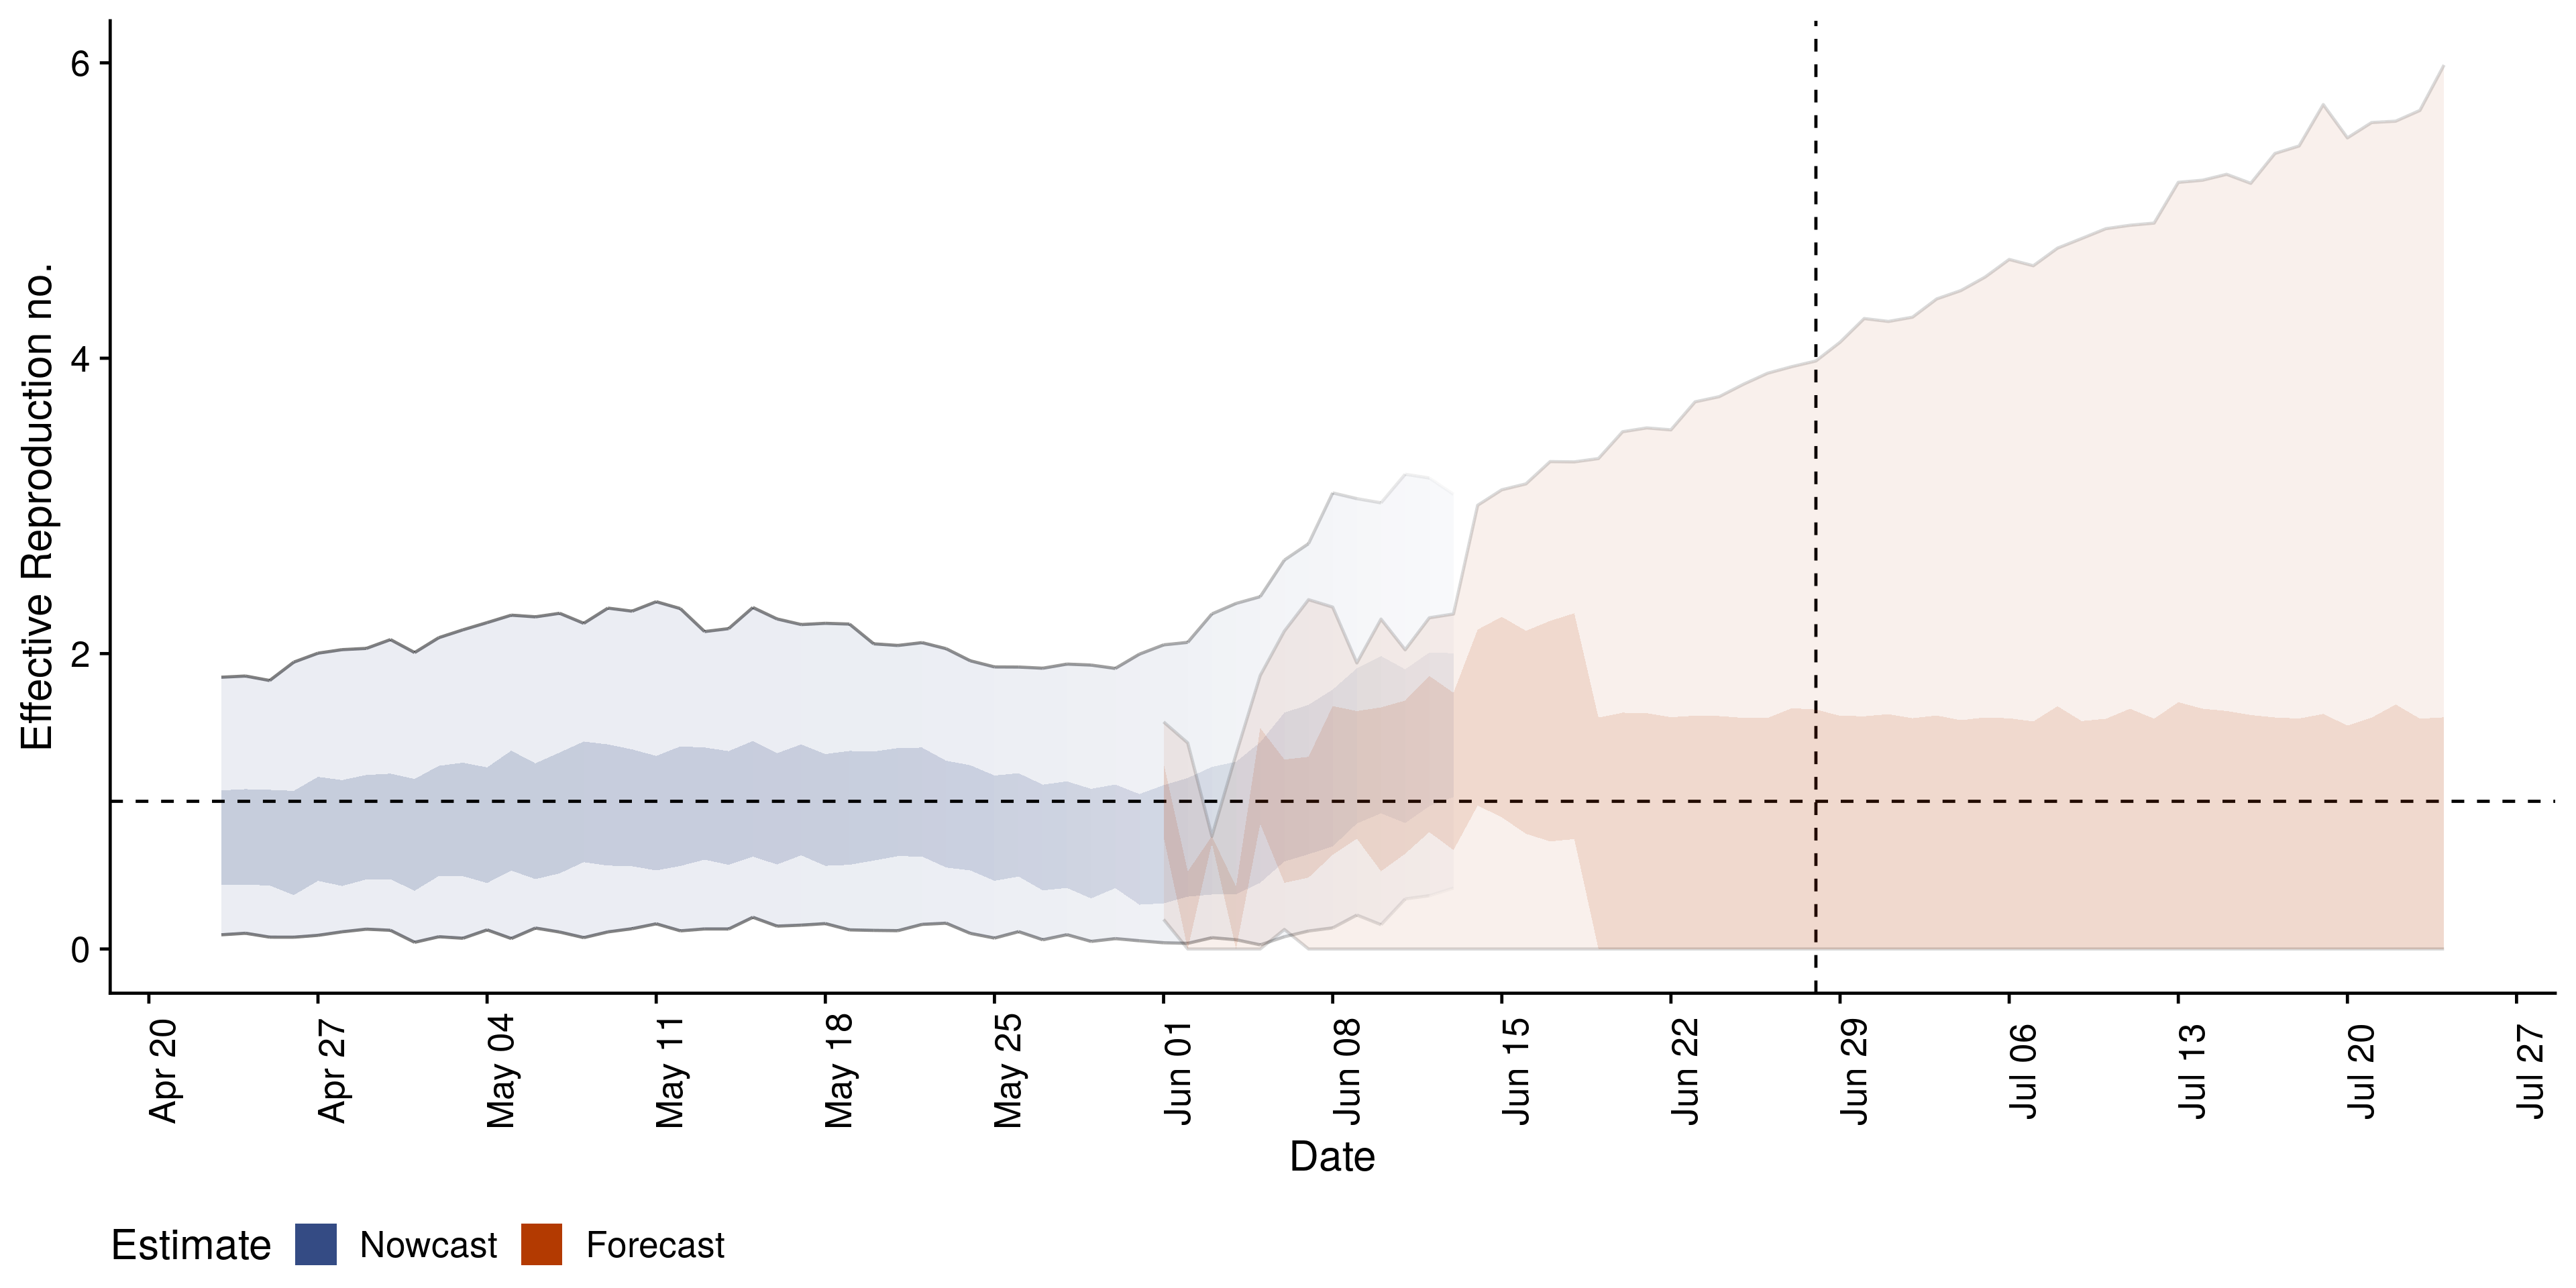 Effective Reproduction no.
6
4
2
0
Apr 20
Apr 27
May 04
May 11
May 18
May 25
Jun 01
Jun 08
Jun 15
Jun 22
Jun 29
Jul 06
Jul 13
Jul 20
Jul 27
Date
Estimate Nowcast Forecast